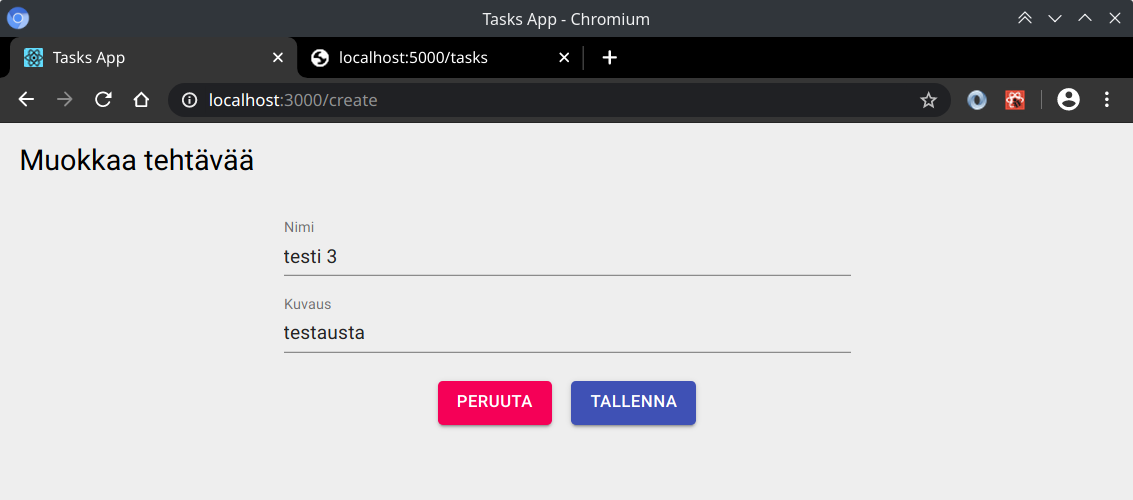 Tasks App - Chromium
Tasks App
localhost:5000/tasks
localhost:3000/create
Muokkaa tehtävää
Nimi
testi 3
Kuvaus
testausta
PERUUTA
TALLENNA